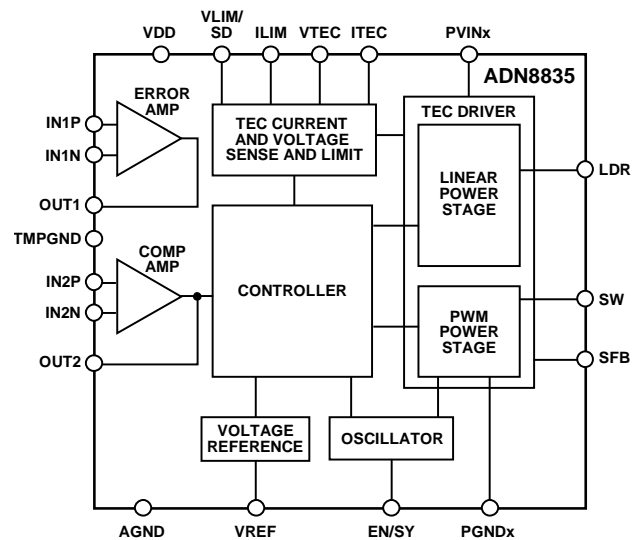 VLIM/
SD
VDD
ILIM
VTEC
ITEC
PVINx
ADN8835
ERROR
AMP
IN1P
IN1N
OUT1
TEC CURRENT
AND VOLTAGE
SENSE AND LIMIT
TEC DRIVER
LINEAR
POWER
STAGE
LDR
TMPGND
COMP
AMP
IN2P
IN2N
OUT2
CONTROLLER
PWM
POWER
STAGE
SW
SFB
VOLTAGE
REFERENCE
OSCILLATOR
AGND
VREF
EN/SY
PGNDx